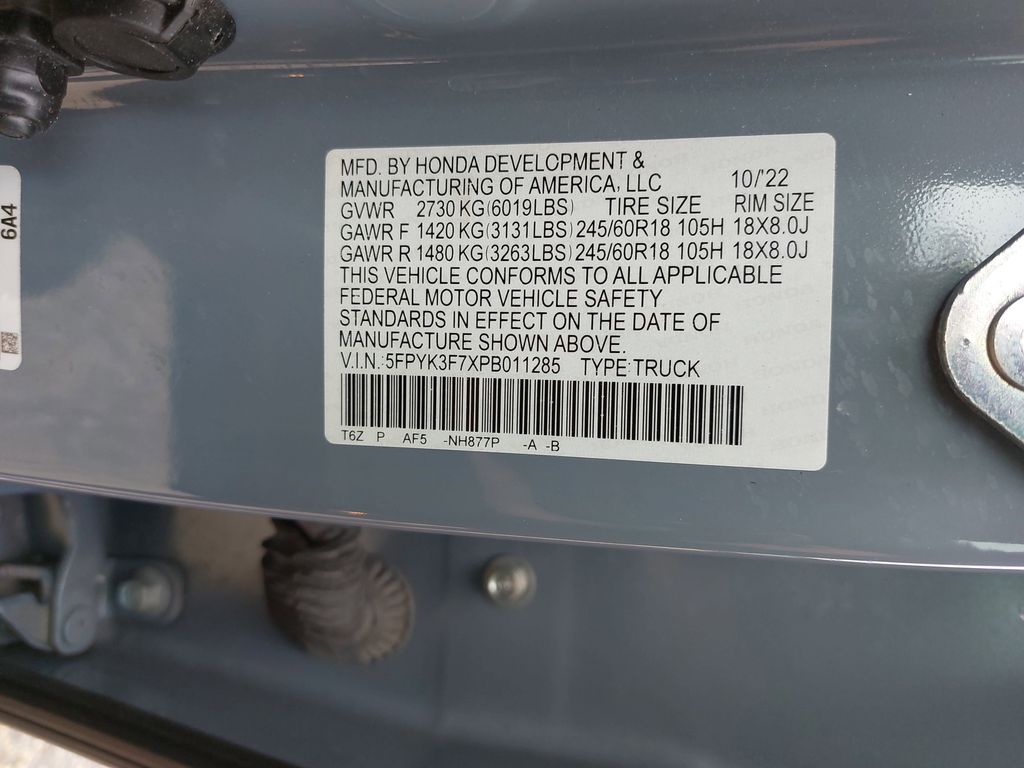 MFD. BY HONDA DEVELOPMENT &
MANUFACTURING OF AMERICA, LLC 10/'22
GVWR 2730 KG(6019LBS) TIRE SIZE RIM SIZE
GAWR F 1420 KG(3131LBS) 245/60R18 105H 18X8.0J
GAWR R 1480 KG(3263LBS) 245/60R18 105H 18X8.0J
THIS VEHICLE CONFORMS TO ALL APPLICABLE
FEDERAL MOTOR VEHICLE SAFETY
STANDARDS IN EFFECT ON THE DATE OF
MANUFACTURE SHOWN ABOVE.
V.I.N.:5FPYK3F7XPB011285 TYPE:TRUCK
T6Z P AF5 -NH877P -A -B
6A4